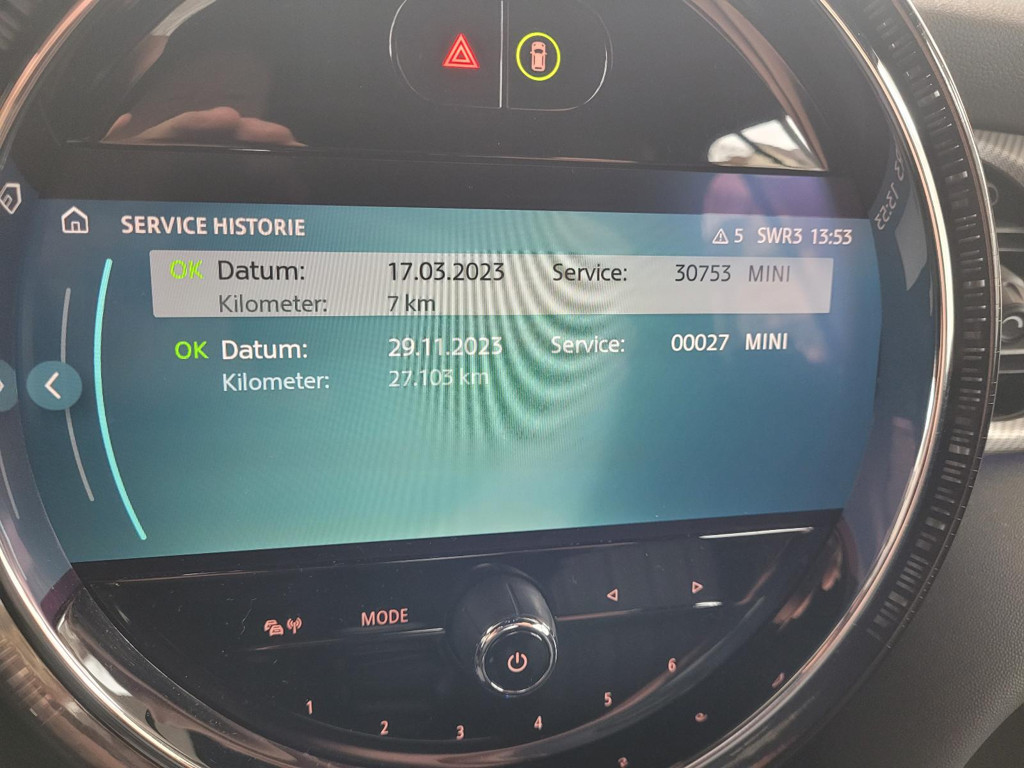 SERVICE HISTORIE
5 SWR3 13:53
OK Datum: 17.03.2023 Service: 30753 MINI
Kilometer: 7 km
OK Datum: 29.11.2023 Service: 00027 MINI
Kilometer: 27.103 km
MODE
1 2 3 4 5 6